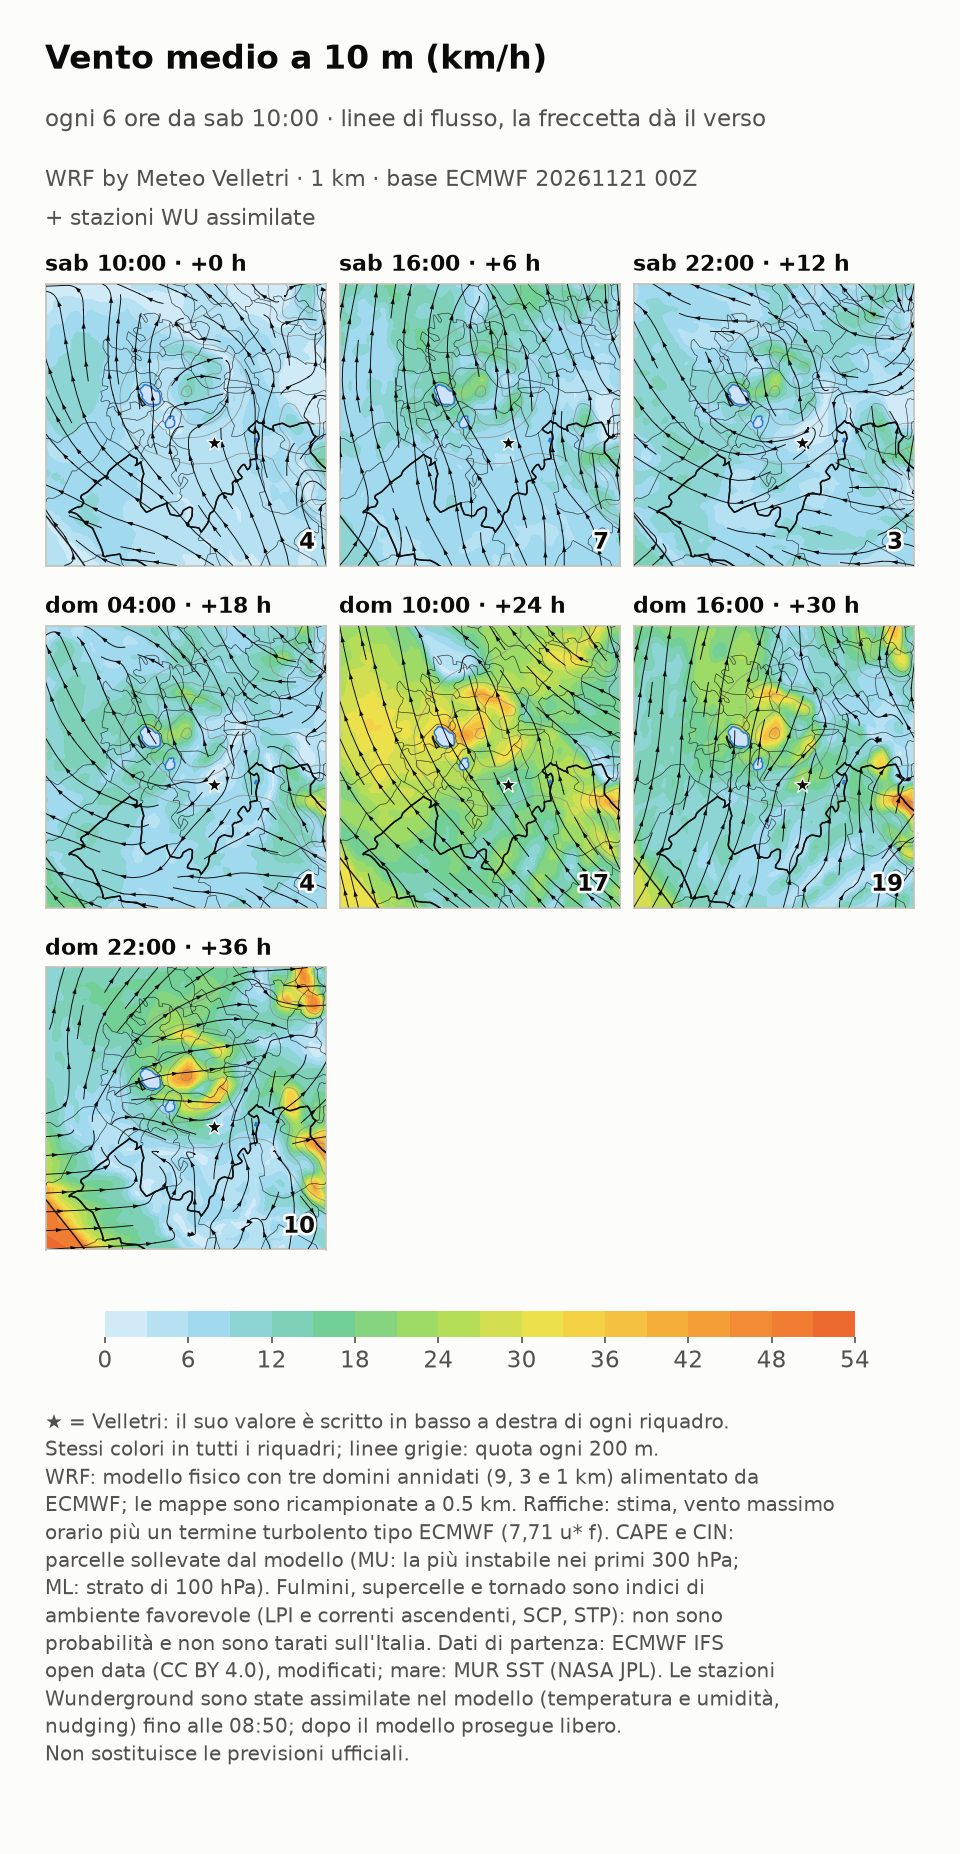 Vento medio a 10 m (km/h)
ogni 6 ore da sab 10:00 · linee di flusso, la freccetta dà il verso
WRF by Meteo Velletri · 1 km · base ECMWF 20261121 00Z
+ stazioni WU assimilate
sab 10:00 · +0 h
sab 16:00 · +6 h
sab 22:00 · +12 h
4
7
3
dom 04:00 · +18 h
dom 10:00 · +24 h
dom 16:00 · +30 h
4
17
19
dom 22:00 · +36 h
10
0 6 12 18 24 30 36 42 48 54
★ = Velletri: il suo valore è scritto in basso a destra di ogni riquadro.
Stessi colori in tutti i riquadri; linee grigie: quota ogni 200 m.
WRF: modello fisico con tre domini annidati (9, 3 e 1 km) alimentato da
ECMWF; le mappe sono ricampionate a 0.5 km. Raffiche: stima, vento massimo
orario più un termine turbolento tipo ECMWF (7,71 u* f). CAPE e CIN:
parcelle sollevate dal modello (MU: la più instabile nei primi 300 hPa;
ML: strato di 100 hPa). Fulmini, supercelle e tornado sono indici di
ambiente favorevole (LPI e correnti ascendenti, SCP, STP): non sono
probabilità e non sono tarati sull'Italia. Dati di partenza: ECMWF IFS
open data (CC BY 4.0), modificati; mare: MUR SST (NASA JPL). Le stazioni
Wunderground sono state assimilate nel modello (temperatura e umidità,
nudging) fino alle 08:50; dopo il modello prosegue libero.
Non sostituisce le previsioni ufficiali.